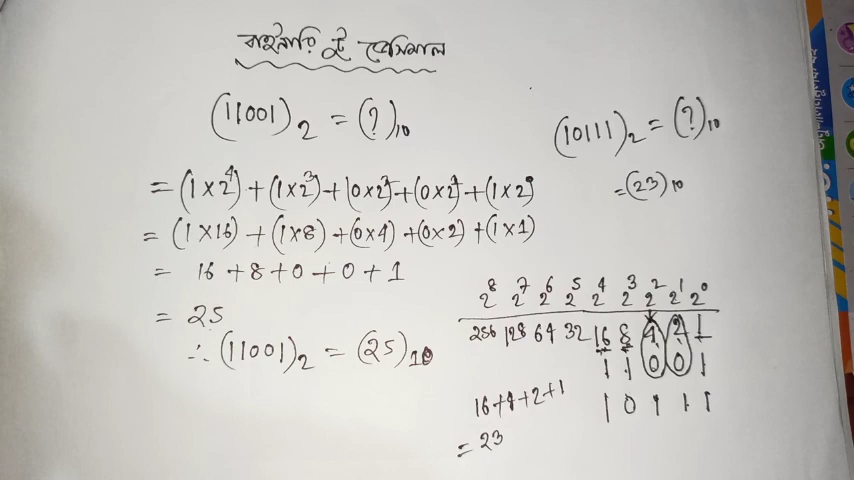 বাইনারি টু ডেসিমাল
(11001)₂ = (?)₁₀
= (1×2⁴) + (1×2³) + (0×2²) + (0×2¹) + (1×2⁰)
= (1×16) + (1×8) + (0×4) + (0×2) + (1×1)
= 16 + 8 + 0 + 0 + 1
= 25
∴ (11001)₂ = (25)₁₀
(10111)₂ = (?)₁₀
= (23)₁₀
2⁸ 2⁷ 2⁶ 2⁵ 2⁴ 2³ 2² 2¹ 2⁰
256 128 64 32 16 8 4 2 1
1 1 0 0 1
1 0 1 1 1
16+4+2+1
= 23